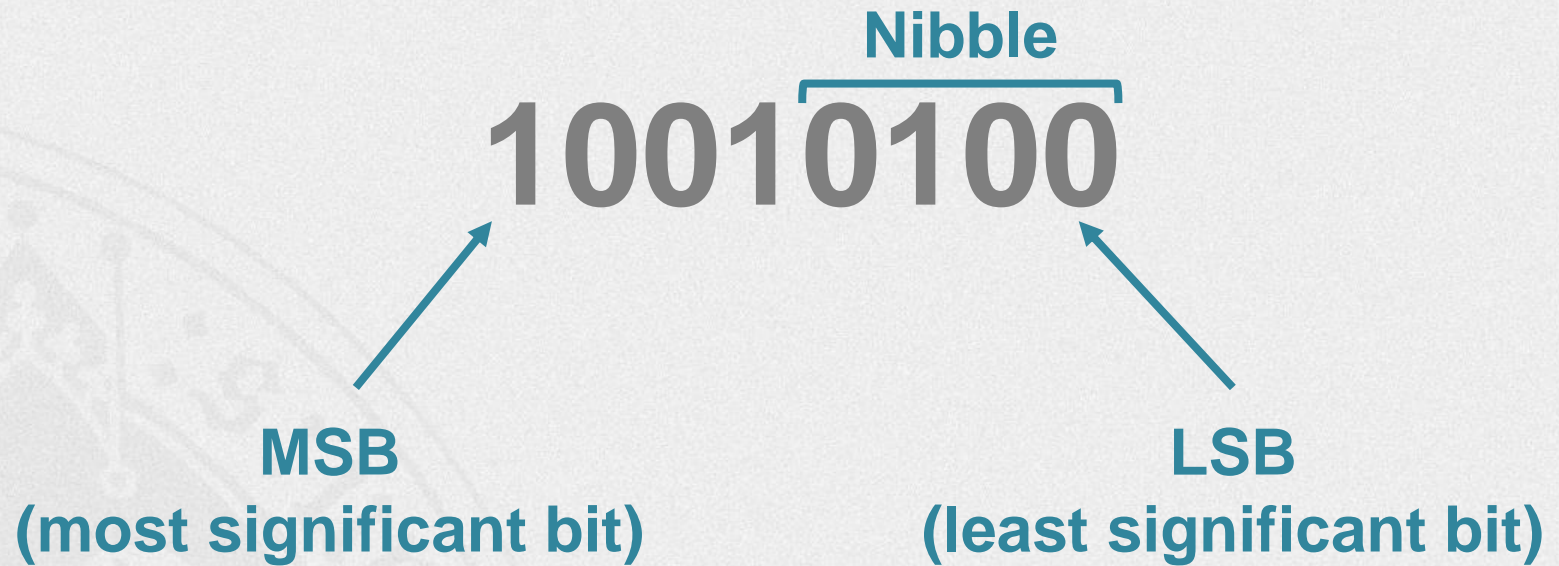 Nibble
10010100
MSB
(most significant bit)
LSB
(least significant bit)